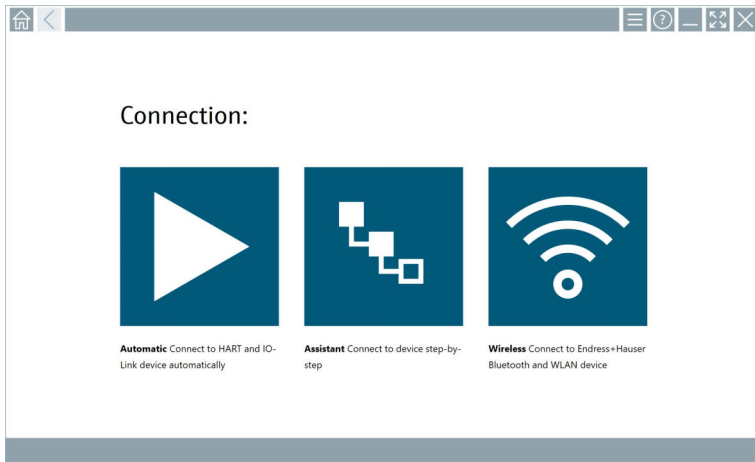 Connection:
Automatic Connect to HART and IO-
Link device automatically
Assistant Connect to device step-by-
step
Wireless Connect to Endress+Hauser
Bluetooth and WLAN device